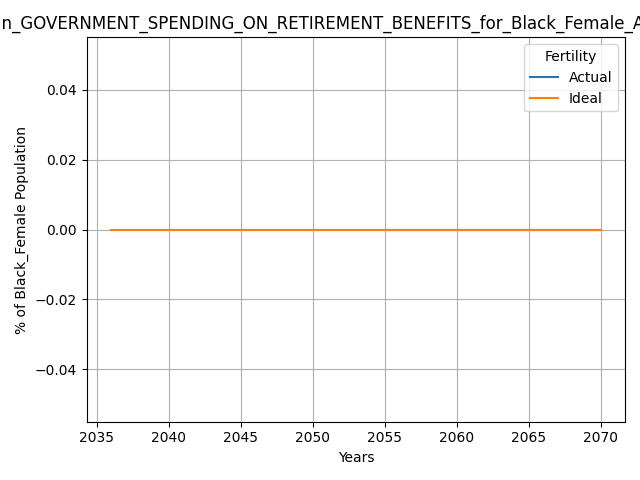 n_GOVERNMENT_SPENDING_ON_RETIREMENT_BENEFITS_for_Black_Female_A
Fertility
Actual
Ideal
0.04
0.02
0.00
−0.02
−0.04
% of Black_Female Population
2035 2040 2045 2050 2055 2060 2065 2070
Years